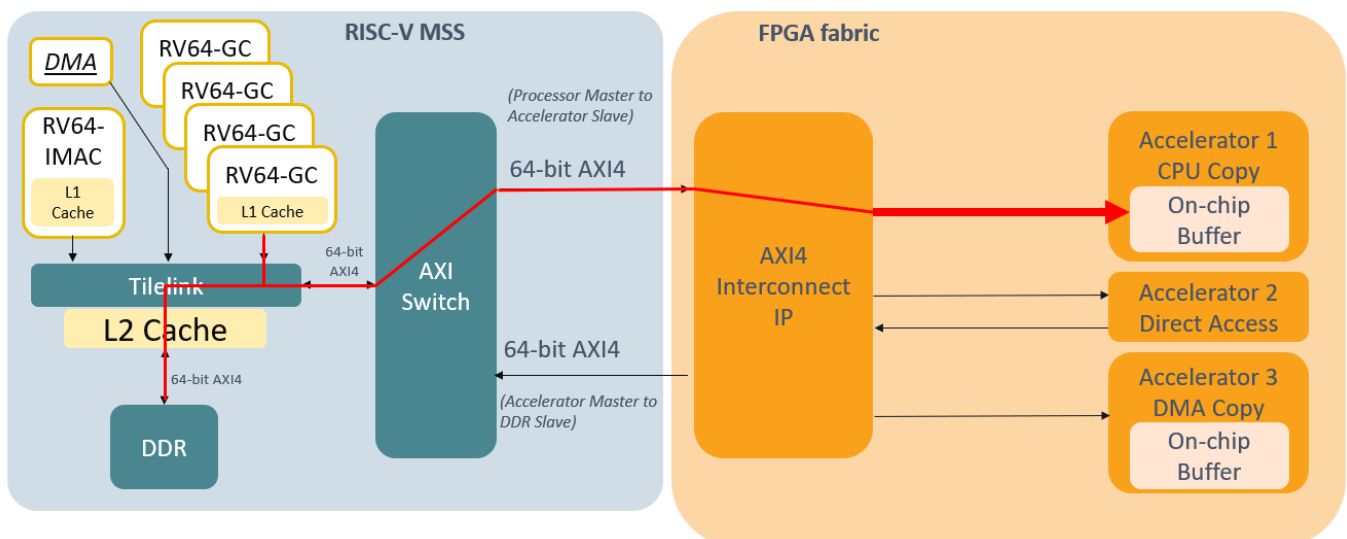 RISC-V MSS
FPGA fabric
DMA
RV64-GC
RV64-GC
RV64-GC
RV64-GC
L1 Cache
RV64-
IMAC
L1
Cache
Tilelink
L2 Cache
64-bit AXI4
DDR
64-bit
AXI4
AXI
Switch
(Processor Master to
Accelerator Slave)
64-bit AXI4
64-bit AXI4
(Accelerator Master to
DDR Slave)
AXI4
Interconnect
IP
Accelerator 1
CPU Copy
On-chip
Buffer
Accelerator 2
Direct Access
Accelerator 3
DMA Copy
On-chip
Buffer